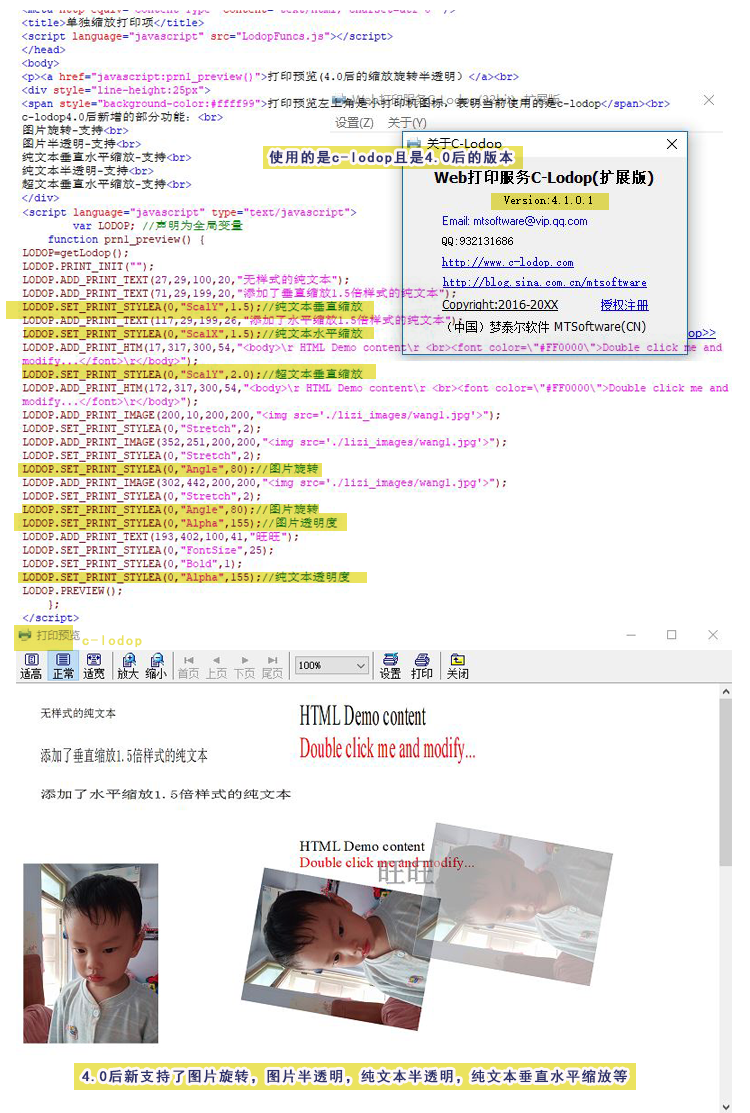 <meta http-equiv="Content-Type" content="text/html; charset=utf-8" />
<title>单独缩放打印项</title>
<script language="javascript" src="LodopFuncs.js"></script>
</head>
<body>
<p><a href="javascript:prn1_preview()">打印预览(4.0后的缩放旋转半透明）</a><br>
<div style="line-height:25px">
<span style="background-color:#ffff99">打印预览左上角是小打印机图标，表明当前使用的是c-lodop</span><br>
c-lodop4.0后新增的部分功能：<br>
图片旋转-支持<br>
图片半透明-支持<br>
纯文本垂直水平缩放-支持<br>
纯文本半透明-支持<br>
超文本垂直水平缩放-支持<br>
</div>
<script language="javascript" type="text/javascript">
var LODOP; //声明为全局变量
function prn1_preview() {
LODOP=getLodop();
LODOP.PRINT_INIT("");
LODOP.ADD_PRINT_TEXT(27,29,100,20,"无样式的纯文本");
LODOP.ADD_PRINT_TEXT(71,29,199,20,"添加了垂直缩放1.5倍样式的纯文本");
LODOP.SET_PRINT_STYLEA(0,"ScalY",1.5);//纯文本垂直缩放
LODOP.ADD_PRINT_TEXT(117,29,199,26,"添加了水平缩放1.5倍样式的纯文本");
LODOP.SET_PRINT_STYLEA(0,"ScalX",1.5);//纯文本水平缩放
LODOP.ADD_PRINT_HTM(17,317,300,54,"<body>\r HTML Demo content\r <br><font color=\"#FF0000\">Double click me and
modify...</font>\r</body>");
LODOP.SET_PRINT_STYLEA(0,"ScalY",2.0);//超文本垂直缩放
LODOP.ADD_PRINT_HTM(172,317,300,54,"<body>\r HTML Demo content\r <br><font color=\"#FF0000\">Double click me and
modify...</font>\r</body>");
LODOP.ADD_PRINT_IMAGE(200,10,200,200,"<img src='./lizi_images/wang1.jpg'>");
LODOP.SET_PRINT_STYLEA(0,"Stretch",2);
LODOP.ADD_PRINT_IMAGE(352,251,200,200,"<img src='./lizi_images/wang1.jpg'>");
LODOP.SET_PRINT_STYLEA(0,"Stretch",2);
LODOP.SET_PRINT_STYLEA(0,"Angle",80);//图片旋转
LODOP.ADD_PRINT_IMAGE(302,442,200,200,"<img src='./lizi_images/wang1.jpg'>");
LODOP.SET_PRINT_STYLEA(0,"Stretch",2);
LODOP.SET_PRINT_STYLEA(0,"Angle",80);//图片旋转
LODOP.SET_PRINT_STYLEA(0,"Alpha",155);//图片透明度
LODOP.ADD_PRINT_TEXT(193,402,100,41,"旺旺");
LODOP.SET_PRINT_STYLEA(0,"FontSize",25);
LODOP.SET_PRINT_STYLEA(0,"Bold",1);
LODOP.SET_PRINT_STYLEA(0,"Alpha",155);//纯文本透明度
LODOP.PREVIEW();
};
</script>
设置(Z) 关于(Y)
使用的是c-lodop且是4.0后的版本
关于C-Lodop
Web打印服务C-Lodop(扩展版)
Version:4.1.0.1
Email: mtsoftware@vip.qq.com
QQ:932131686
http://www.c-lodop.com
http://blog.sina.com.cn/mtsoftware
Copyright:2016-20XX 授权注册
（中国）梦泰尔软件 MTSoftware(CN)
op>>
打印预览 c-lodop
适高 正常 适宽 放大 缩小 首页 上页 下页 尾页 100% 设置 打印 关闭
无样式的纯文本
HTML Demo content
Double click me and modify...
添加了垂直缩放1.5倍样式的纯文本
添加了水平缩放1.5倍样式的纯文本
HTML Demo content
Double click me and modify...
旺旺
4.0后新支持了图片旋转，图片半透明，纯文本半透明，纯文本垂直水平缩放等